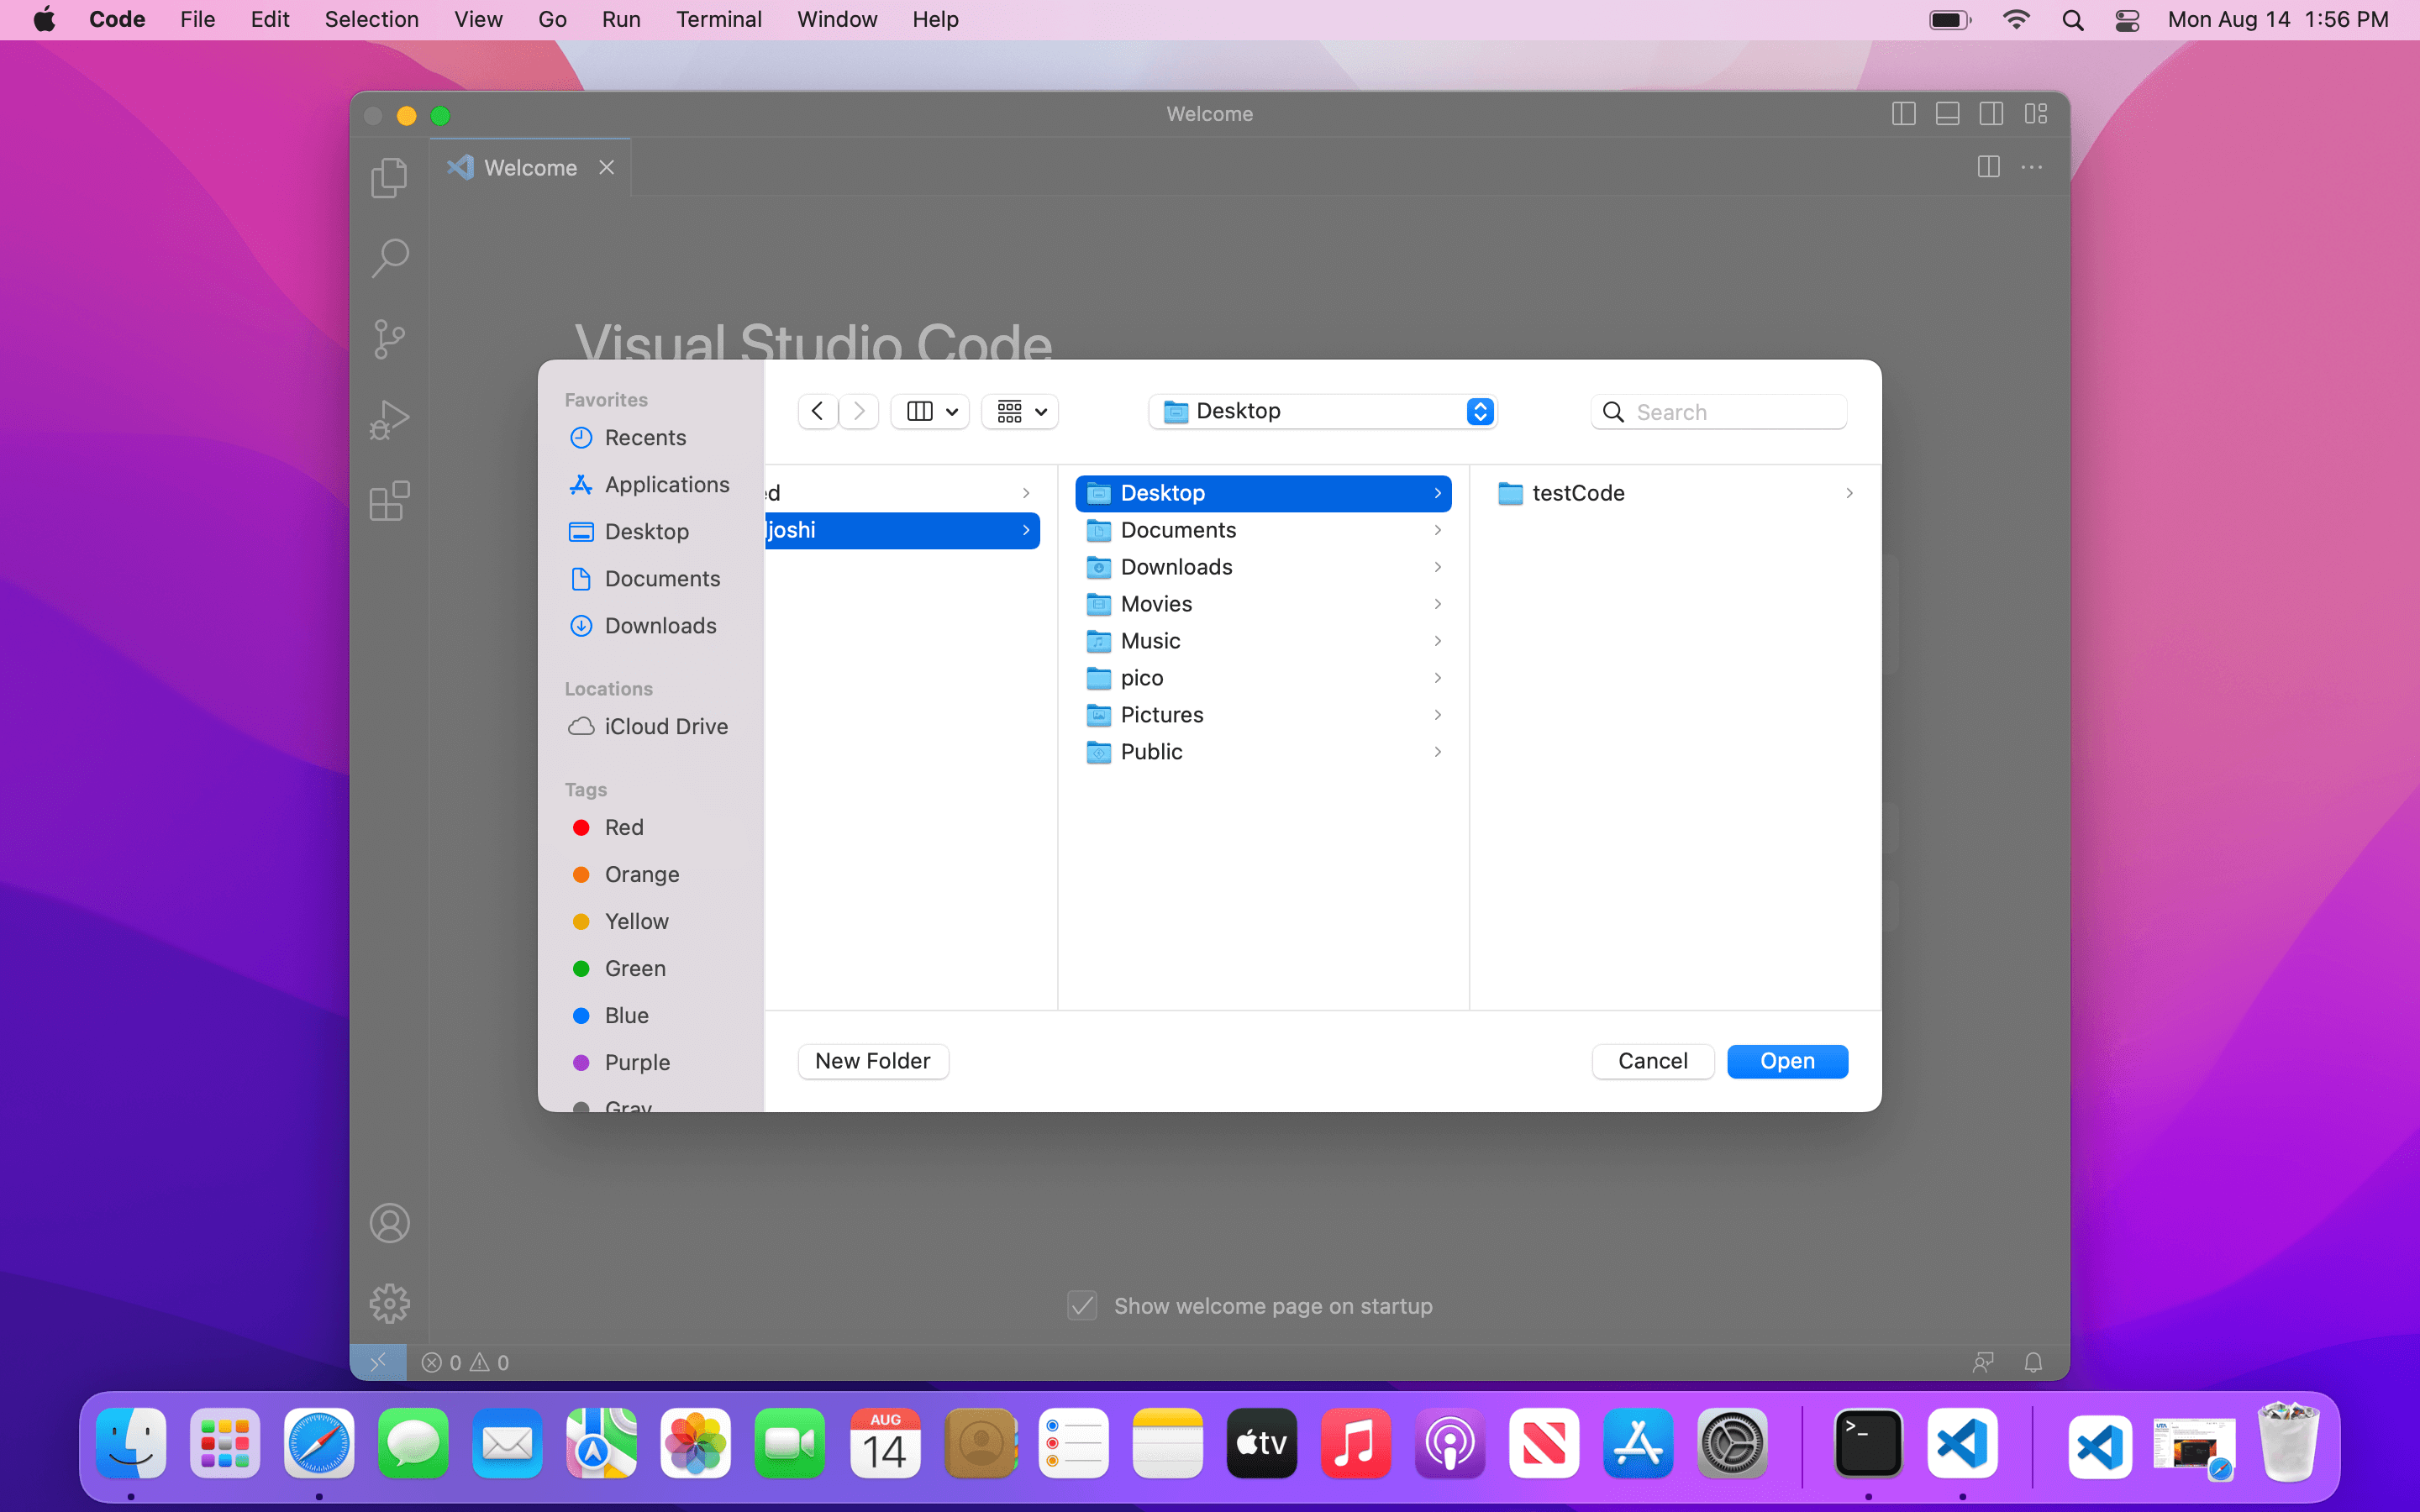 Code File Edit Selection View Go Run Terminal Window Help Mon Aug 14 1:56 PM
Welcome
Welcome
Visual Studio Code
Favorites
Recents
Applications
Desktop
Documents
Downloads
Locations
iCloud Drive
Tags
Red
Orange
Yellow
Green
Blue
Purple
Gray
Desktop
Search
ed
ljoshi
Desktop
Documents
Downloads
Movies
Music
pico
Pictures
Public
testCode
New Folder
Cancel
Open
Show welcome page on startup
0 0
AUG
14
tv
>_